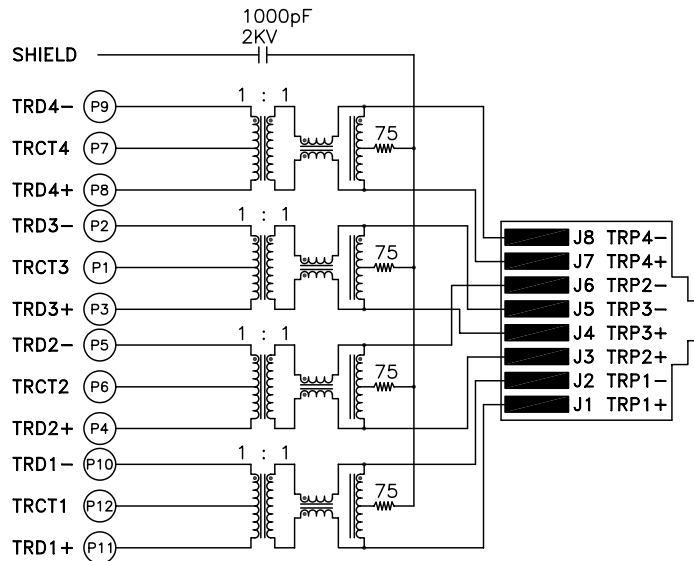 1000pF
2KV
SHIELD
1 : 1
TRD4- P9
75
TRCT4 P7
TRD4+ P8
1 : 1
TRD3- P2
75
TRCT3 P1
TRD3+ P3
1 : 1
TRD2- P5
75
TRCT2 P6
TRD2+ P4
1 : 1
TRD1- P10
75
TRCT1 P12
TRD1+ P11
J8 TRP4-
J7 TRP4+
J6 TRP2-
J5 TRP3-
J4 TRP3+
J3 TRP2+
J2 TRP1-
J1 TRP1+